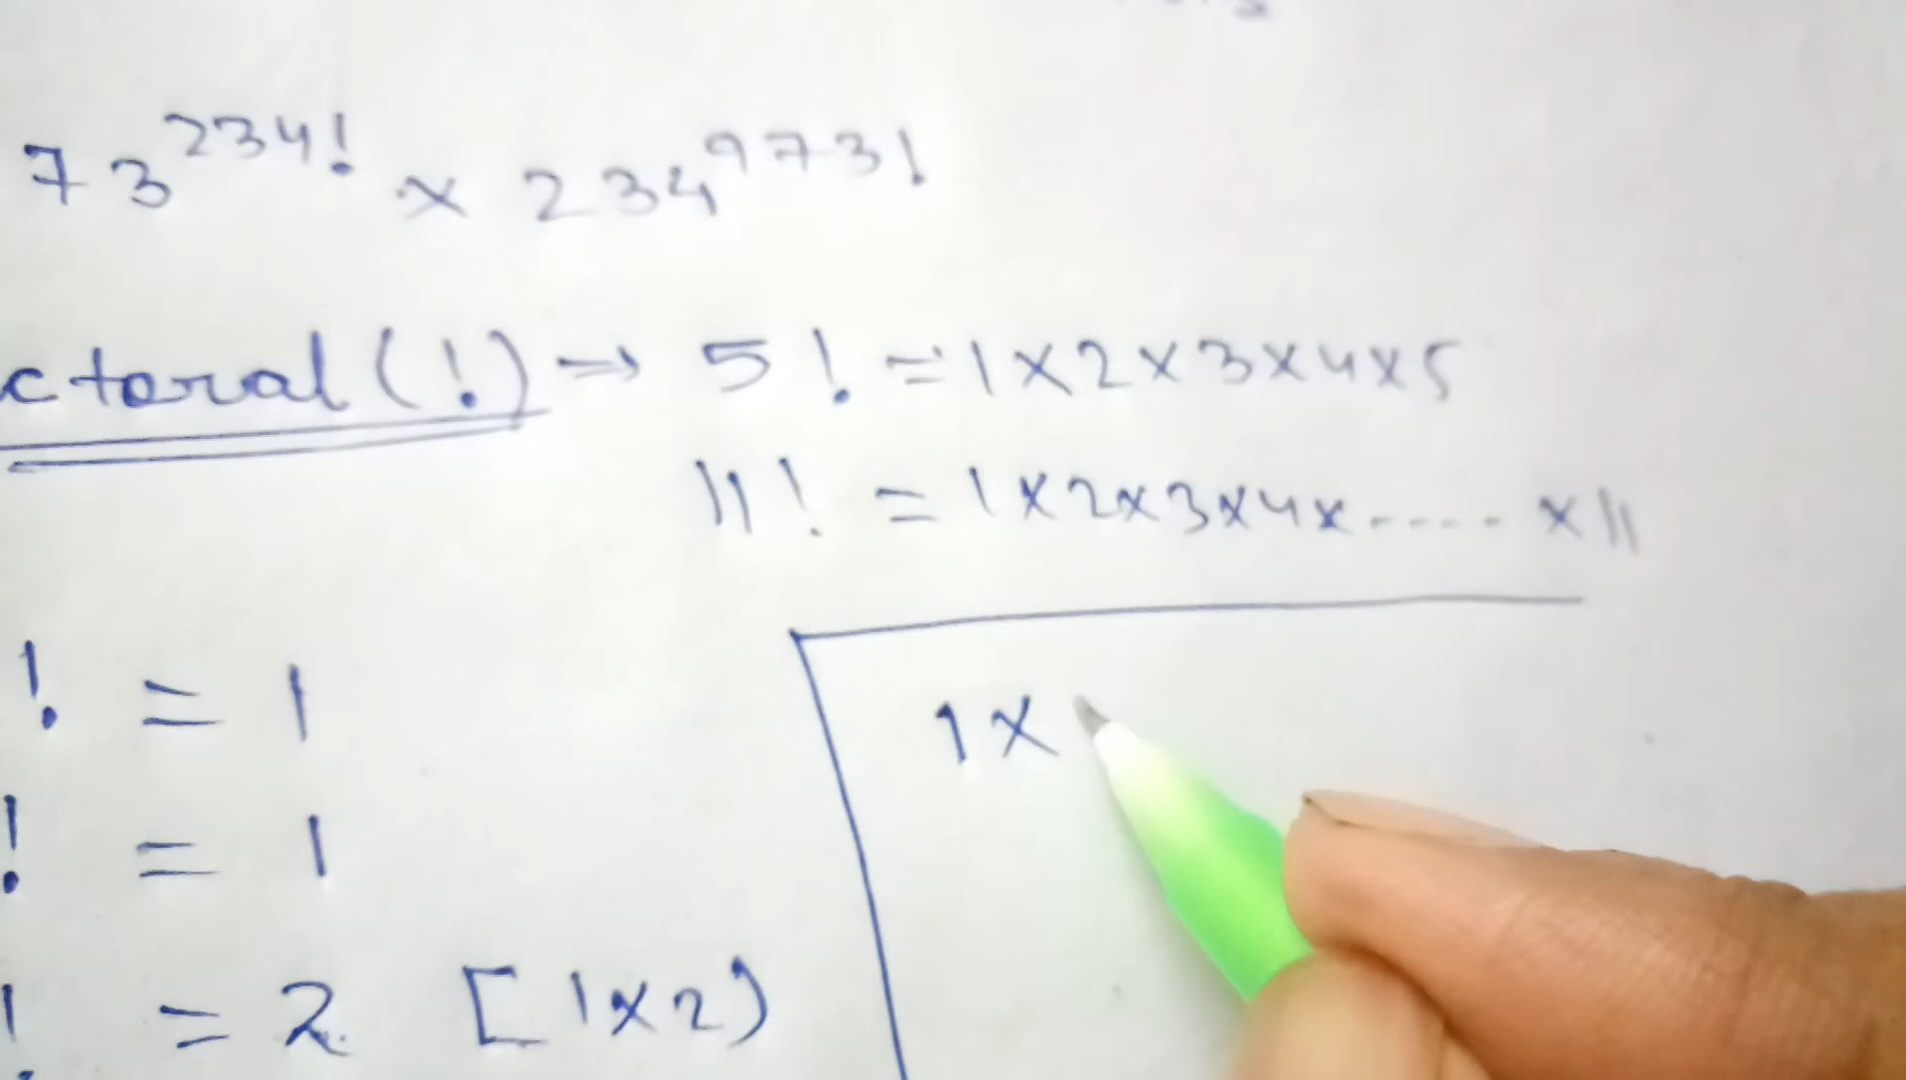 73^234! × 234^973!
ctoral (!) → 5! = 1×2×3×4×5
11! = 1×2×3×4×---- ×11
! = 1
! = 1
! = 2 [1×2)
1×